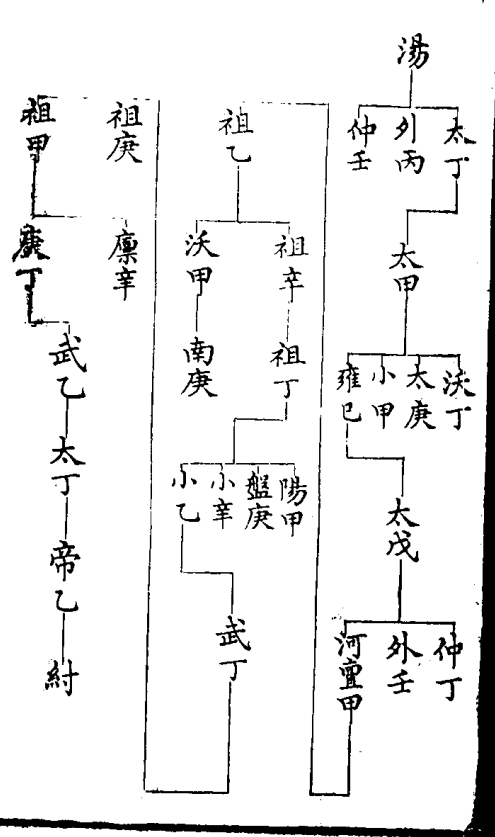 湯
太丁
外丙
仲壬
太甲
沃丁
太庚
小甲
雍己
太戊
仲丁
外壬
河亶甲
祖乙
祖辛
沃甲
祖丁
南庚
陽甲
盤庚
小辛
小乙
武丁
祖庚
祖甲
廪辛
庚丁
武乙
太丁
帝乙
紂